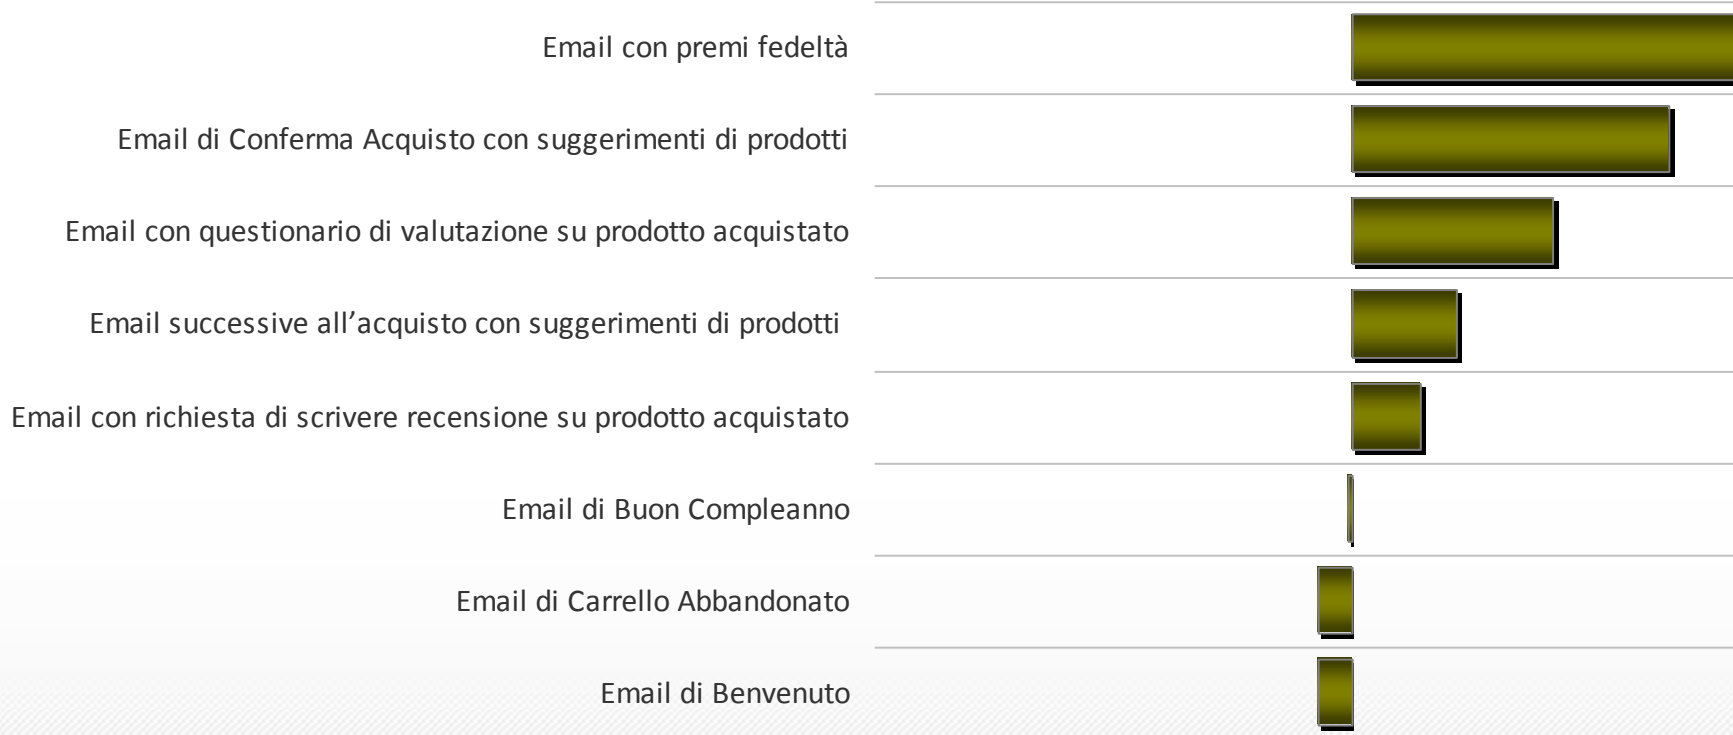 Email con premi fedeltà
Email di Conferma Acquisto con suggerimenti di prodotti
Email con questionario di valutazione su prodotto acquistato
Email successive all’acquisto con suggerimenti di prodotti
Email con richiesta di scrivere recensione su prodotto acquistato
Email di Buon Compleanno
Email di Carrello Abbandonato
Email di Benvenuto